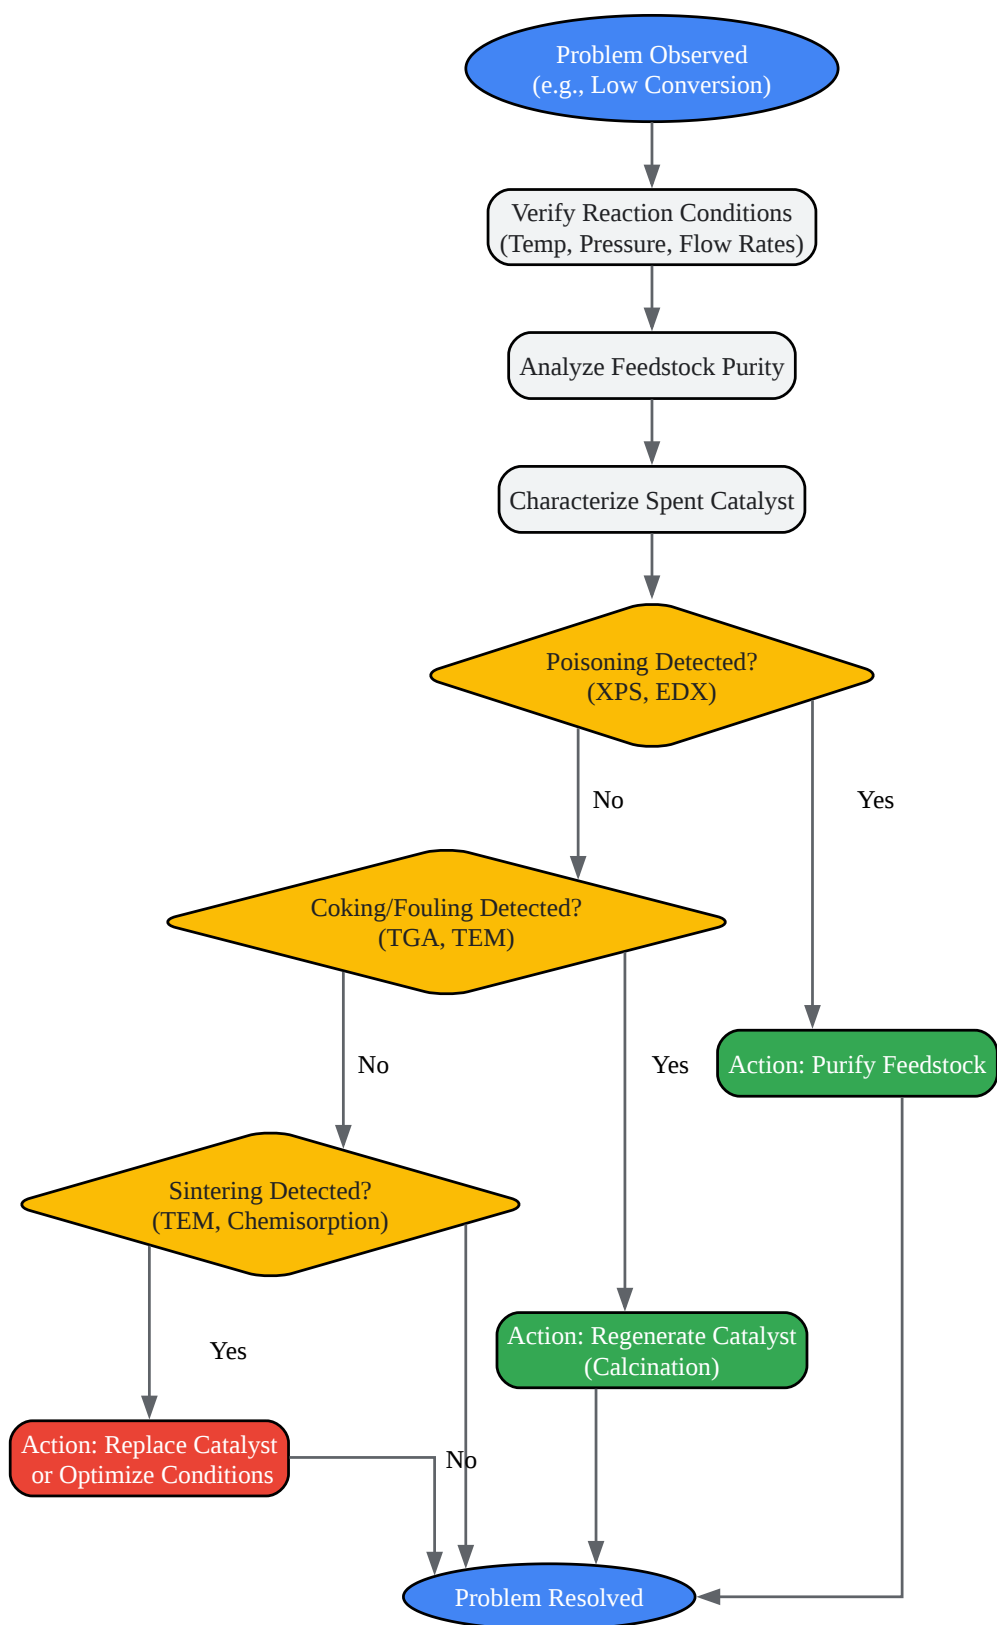 Problem Observed
(e.g., Low Conversion)
Verify Reaction Conditions
(Temp, Pressure, Flow Rates)
Analyze Feedstock Purity
Characterize Spent Catalyst
Poisoning Detected?
(XPS, EDX)
No
Yes
Coking/Fouling Detected?
(TGA, TEM)
No
Yes
Action: Purify Feedstock
Sintering Detected?
(TEM, Chemisorption)
Yes
Action: Regenerate Catalyst
(Calcination)
Action: Replace Catalyst
or Optimize Conditions
No
Problem Resolved